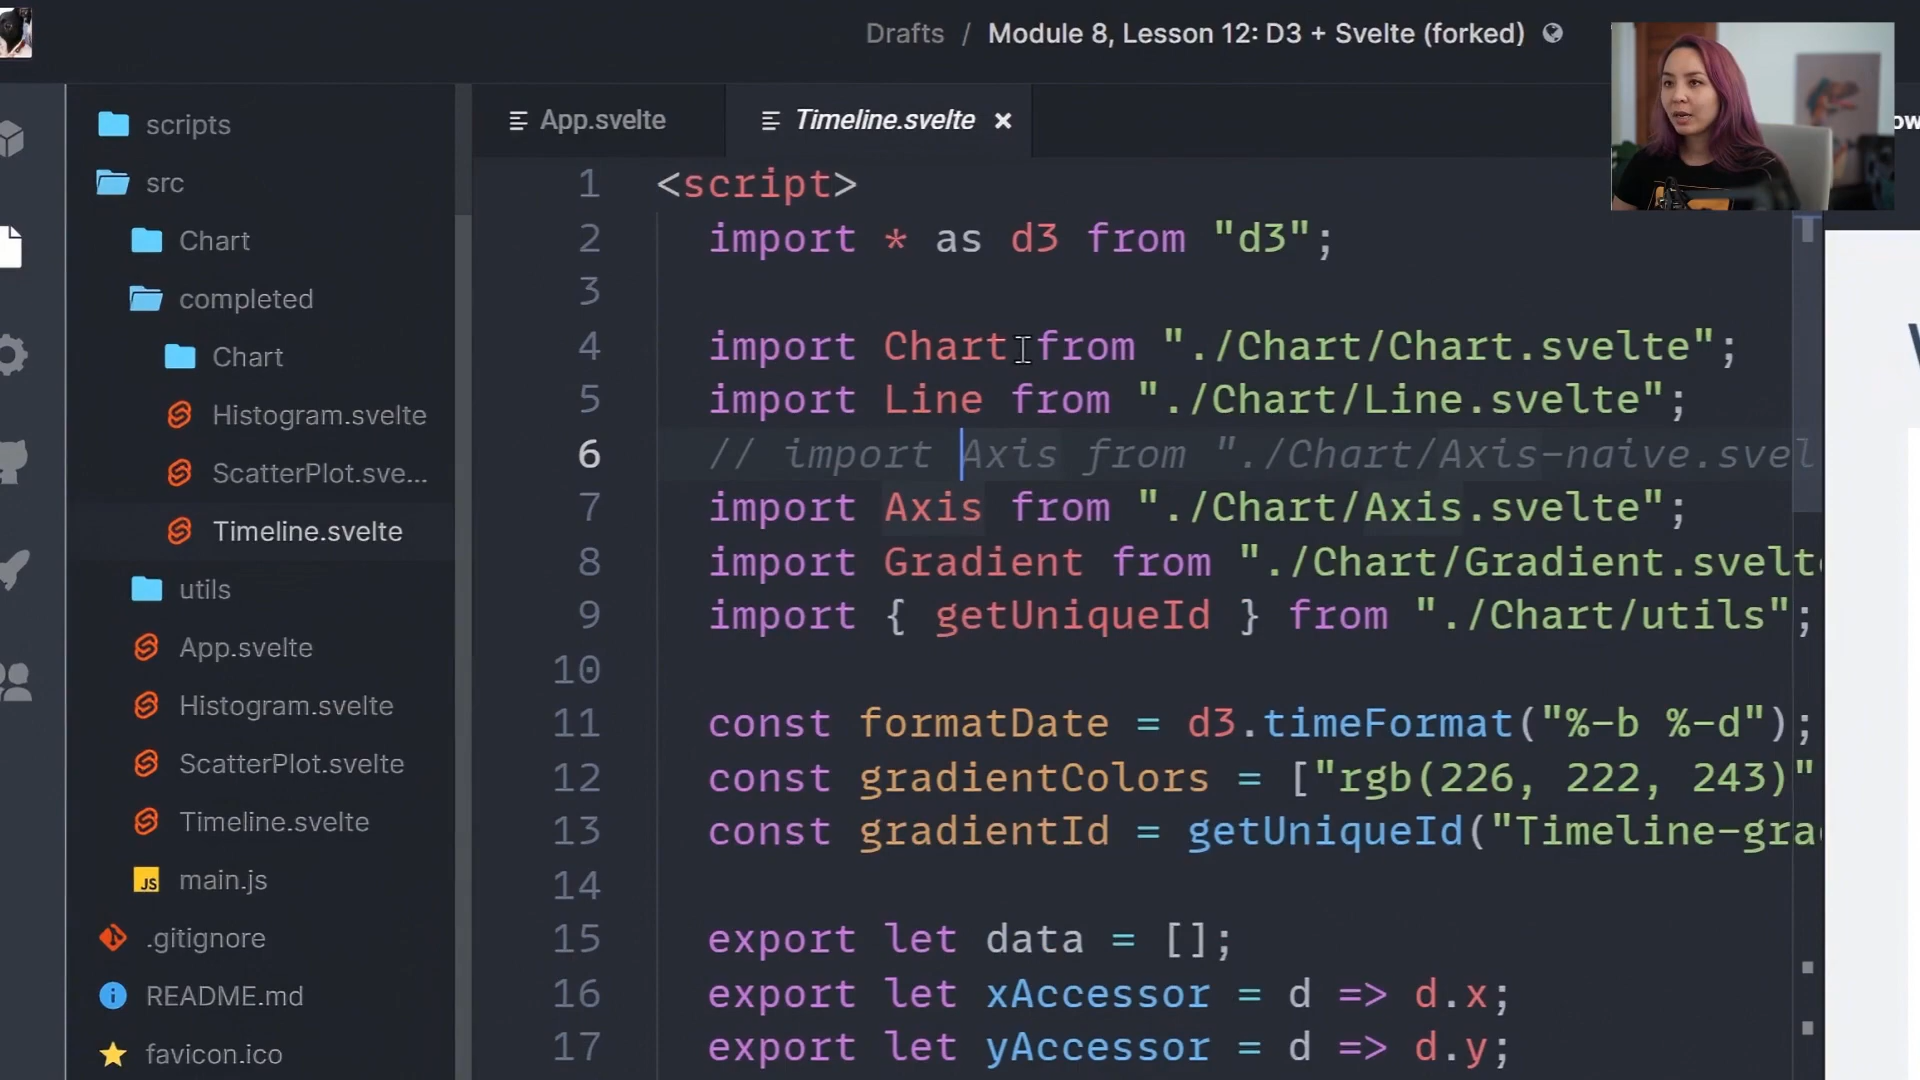 Drafts / Module 8, Lesson 12: D3 + Svelte (forked)
scripts
src
Chart
completed
Chart
Histogram.svelte
ScatterPlot.sve...
Timeline.svelte
utils
App.svelte
Histogram.svelte
ScatterPlot.svelte
Timeline.svelte
JS main.js
.gitignore
README.md
favicon.ico
App.svelte
Timeline.svelte ×
1 <script>
2 import * as d3 from "d3";
3
4 import Chart from "./Chart/Chart.svelte";
5 import Line from "./Chart/Line.svelte";
6 // import Axis from "./Chart/Axis-naive.svel
7 import Axis from "./Chart/Axis.svelte";
8 import Gradient from "./Chart/Gradient.svelt
9 import { getUniqueId } from "./Chart/utils";
10
11 const formatDate = d3.timeFormat("%-b %-d");
12 const gradientColors = ["rgb(226, 222, 243)"
13 const gradientId = getUniqueId("Timeline-gra
14
15 export let data = [];
16 export let xAccessor = d => d.x;
17 export let yAccessor = d => d.y;